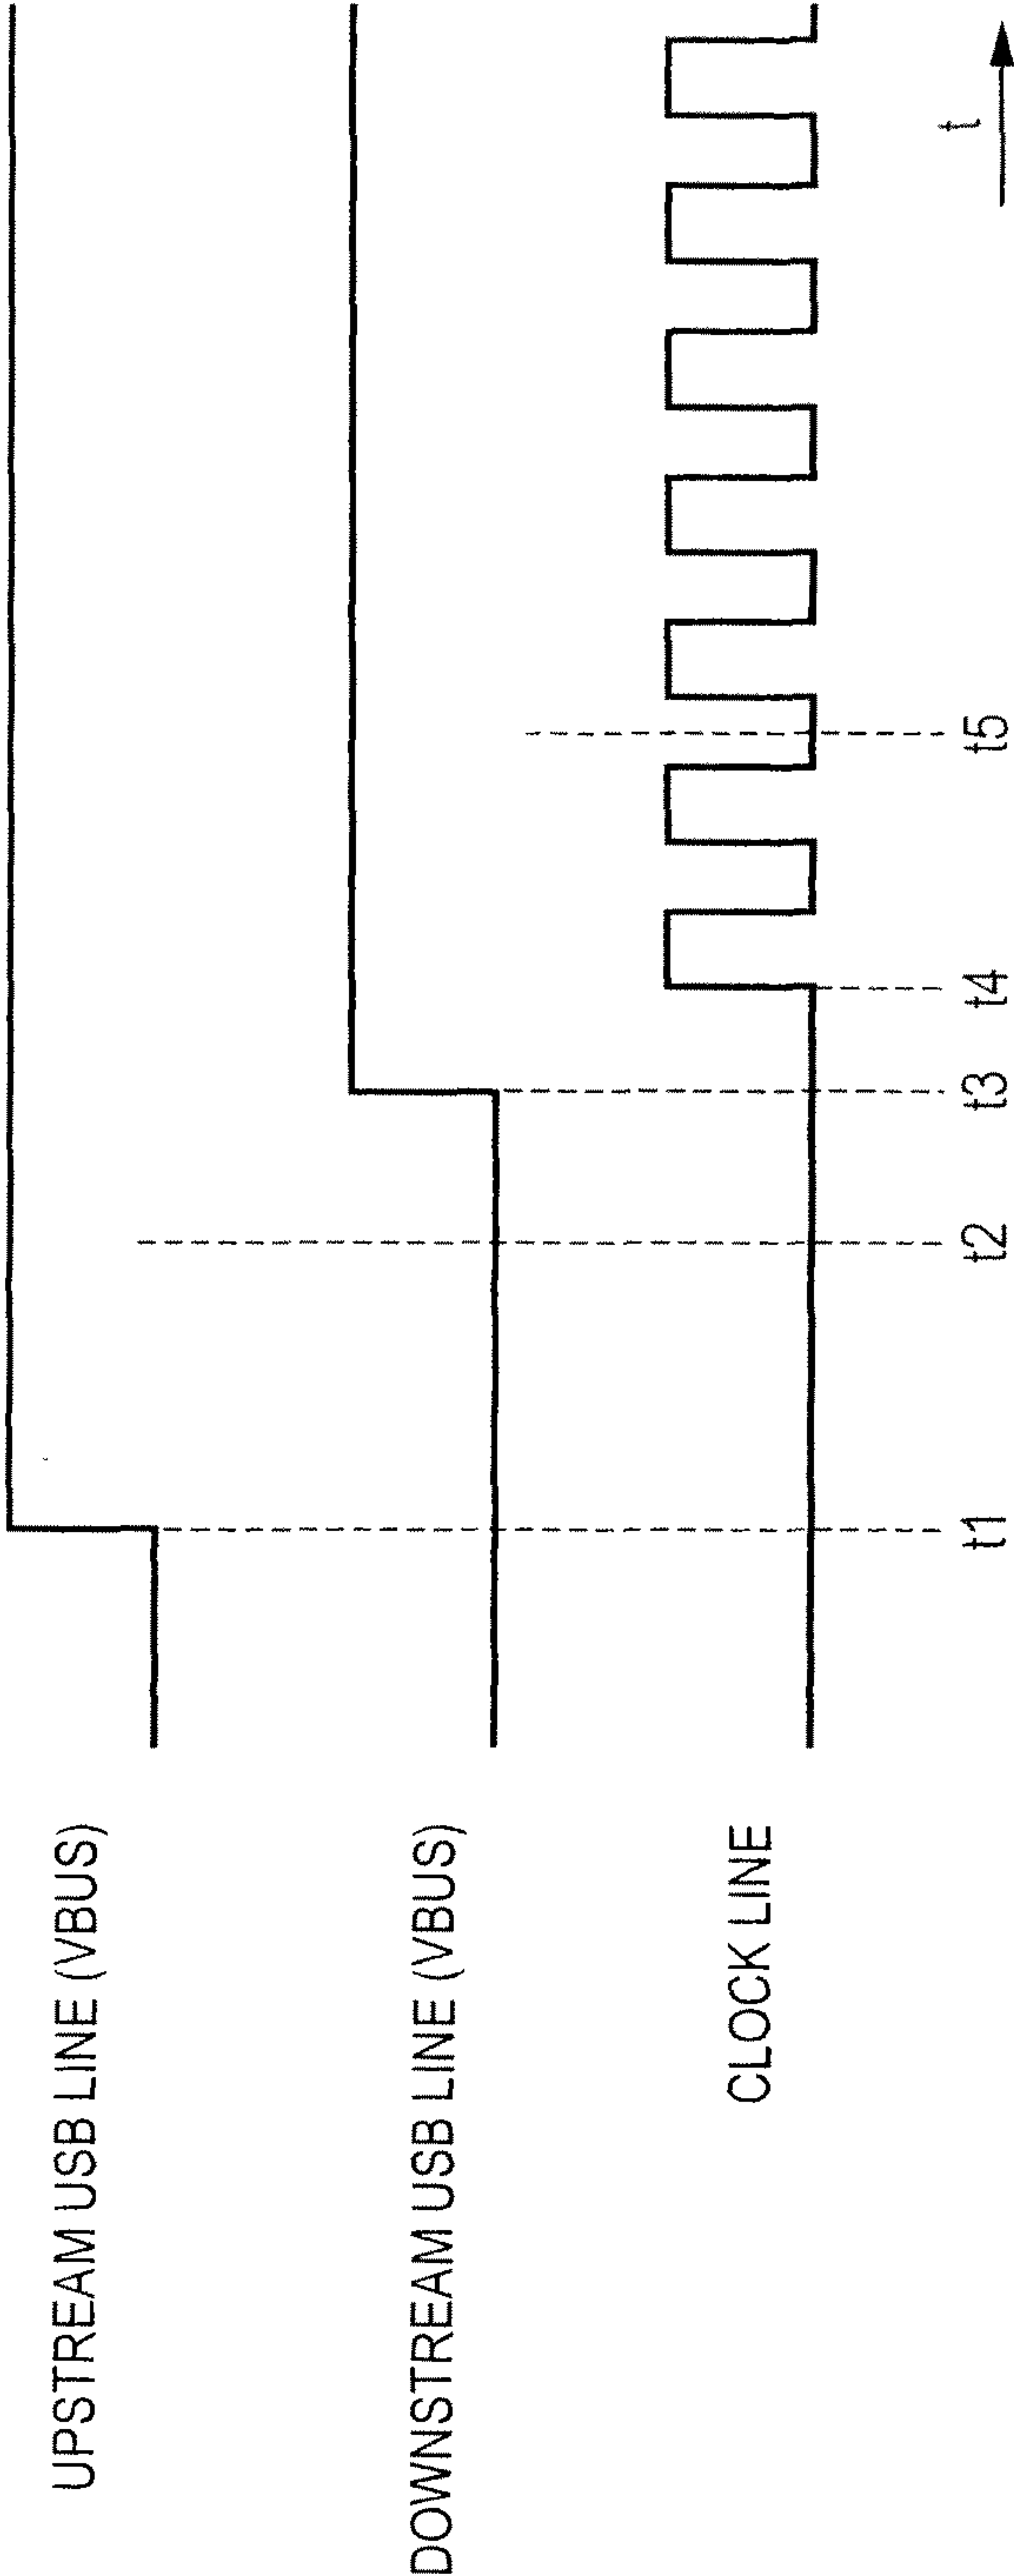 UPSTREAM USB LINE (VBUS)
DOWNSTREAM USB LINE (VBUS)
CLOCK LINE
t1
t2
t3
t4
t5
t